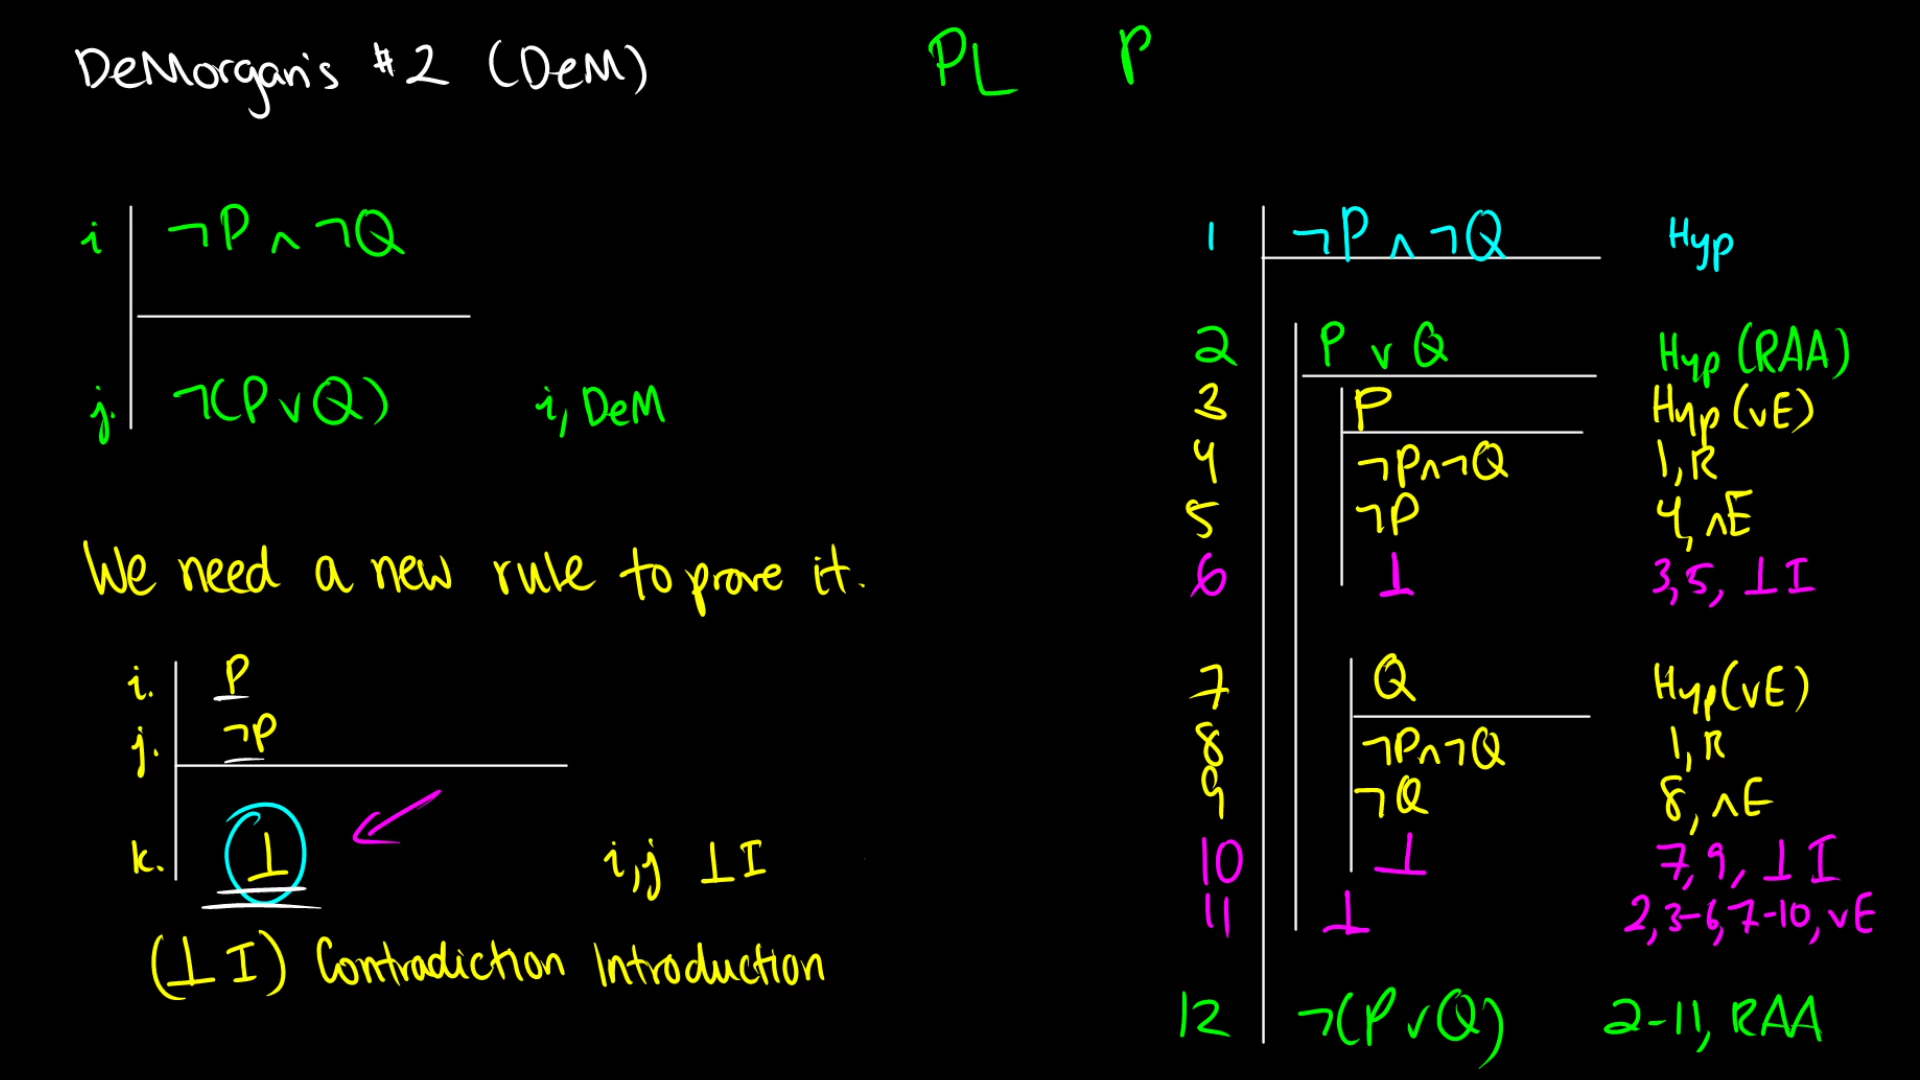 DeMorgan's #2 (DeM)
PL P
i ¬P ∧ ¬Q
j. ¬(P ∨ Q) i, DeM
We need a new rule to prove it.
i. P
j. ¬P
k. ⊥ i,j ⊥I
(⊥I) Contradiction Introduction
1 ¬P ∧ ¬Q Hyp
2 P ∨ Q Hyp (RAA)
3 P Hyp (∨E)
4 ¬P∧¬Q 1, R
5 ¬P 4, ∧E
6 ⊥ 3,5, ⊥I
7 Q Hyp (∨E)
8 ¬P∧¬Q 1, R
9 ¬Q 8, ∧E
10 ⊥ 7,9, ⊥I
11 ⊥ 2,3-6,7-10, ∨E
12 ¬(P ∨ Q) 2-11, RAA